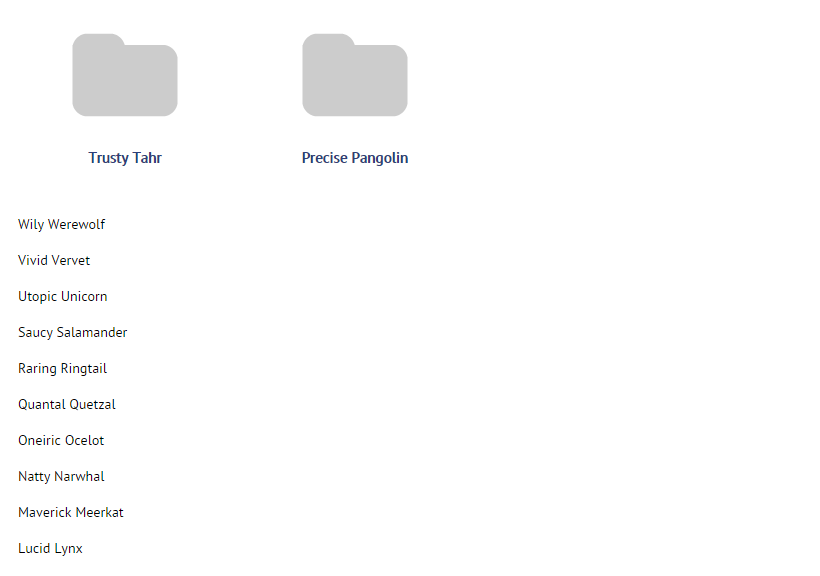 Trusty Tahr
Precise Pangolin
Wily Werewolf
Vivid Vervet
Utopic Unicorn
Saucy Salamander
Raring Ringtail
Quantal Quetzal
Oneiric Ocelot
Natty Narwhal
Maverick Meerkat
Lucid Lynx